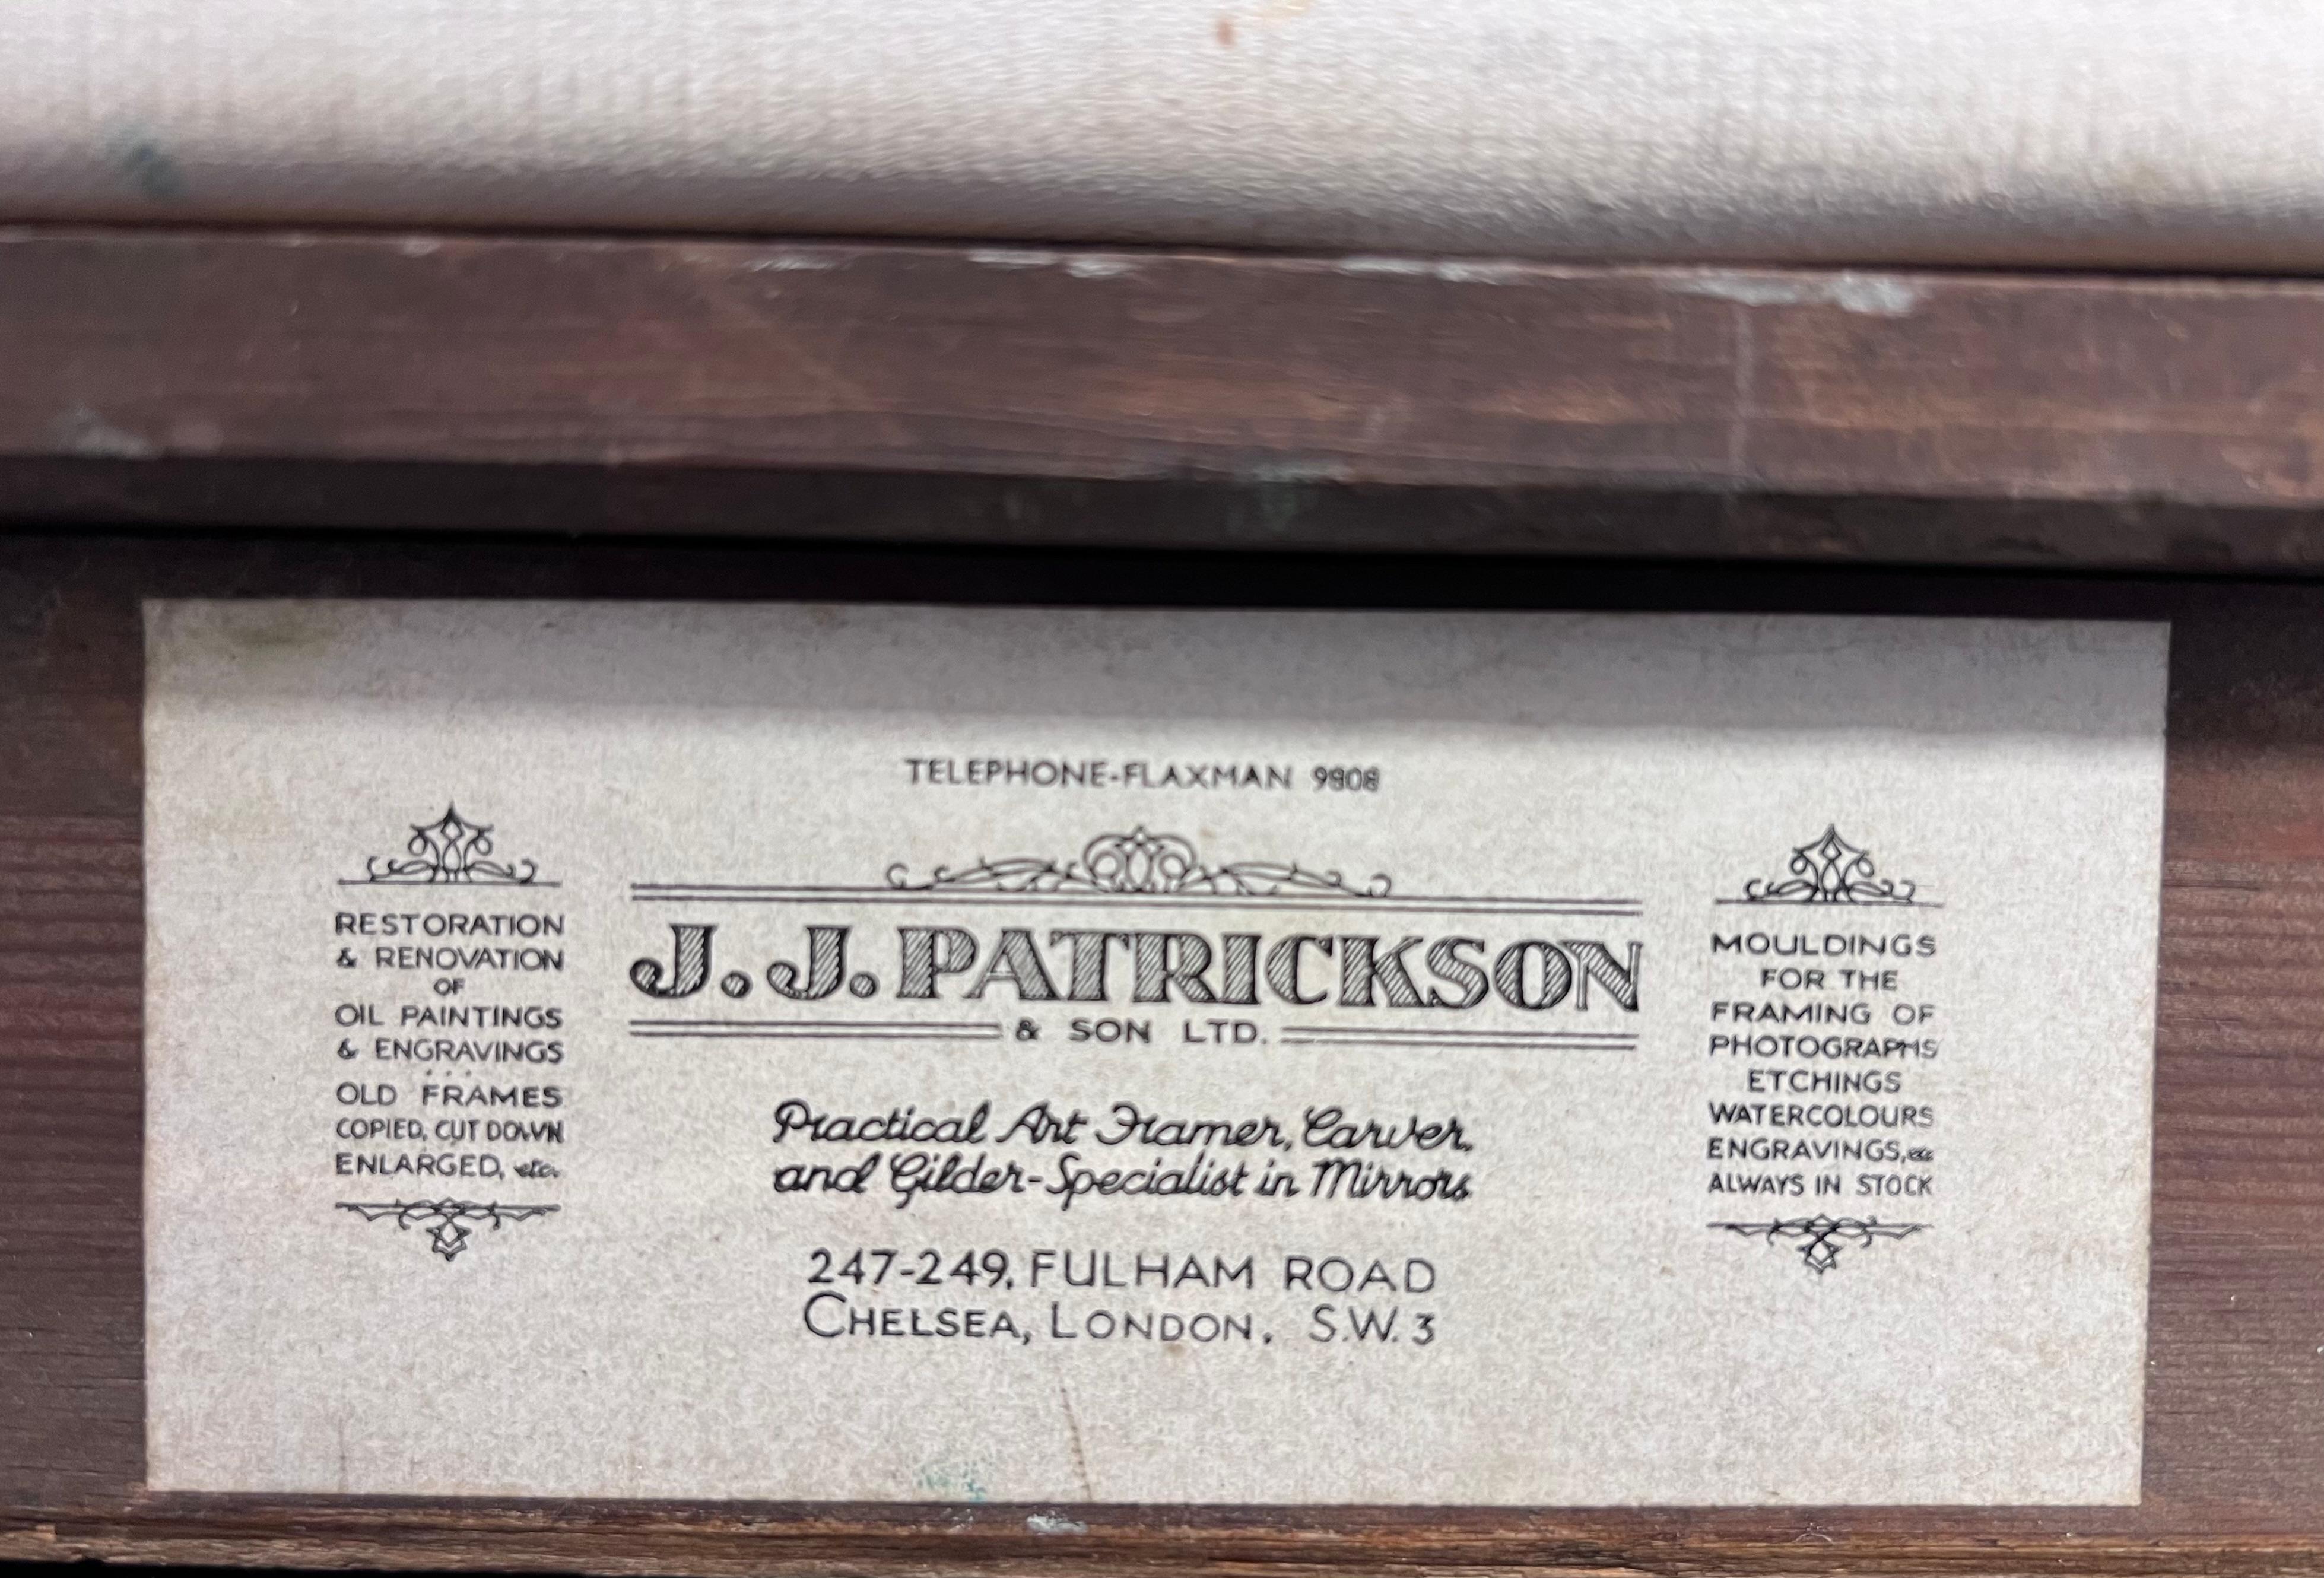 TELEPHONE-FLAXMAN 9808
RESTORATION
& RENOVATION
OF
OIL PAINTINGS
& ENGRAVINGS
...
OLD FRAMES
COPIED, CUT DOWN
ENLARGED, etc.
J. J. PATRICKSON
& SON LTD.
Practical Art Framer, Carver,
and Gilder-Specialist in Mirrors
247-249, FULHAM ROAD
CHELSEA, LONDON, S.W. 3
MOULDINGS
FOR THE
FRAMING OF
PHOTOGRAPHS
ETCHINGS
WATERCOLOURS
ENGRAVINGS, etc
ALWAYS IN STOCK